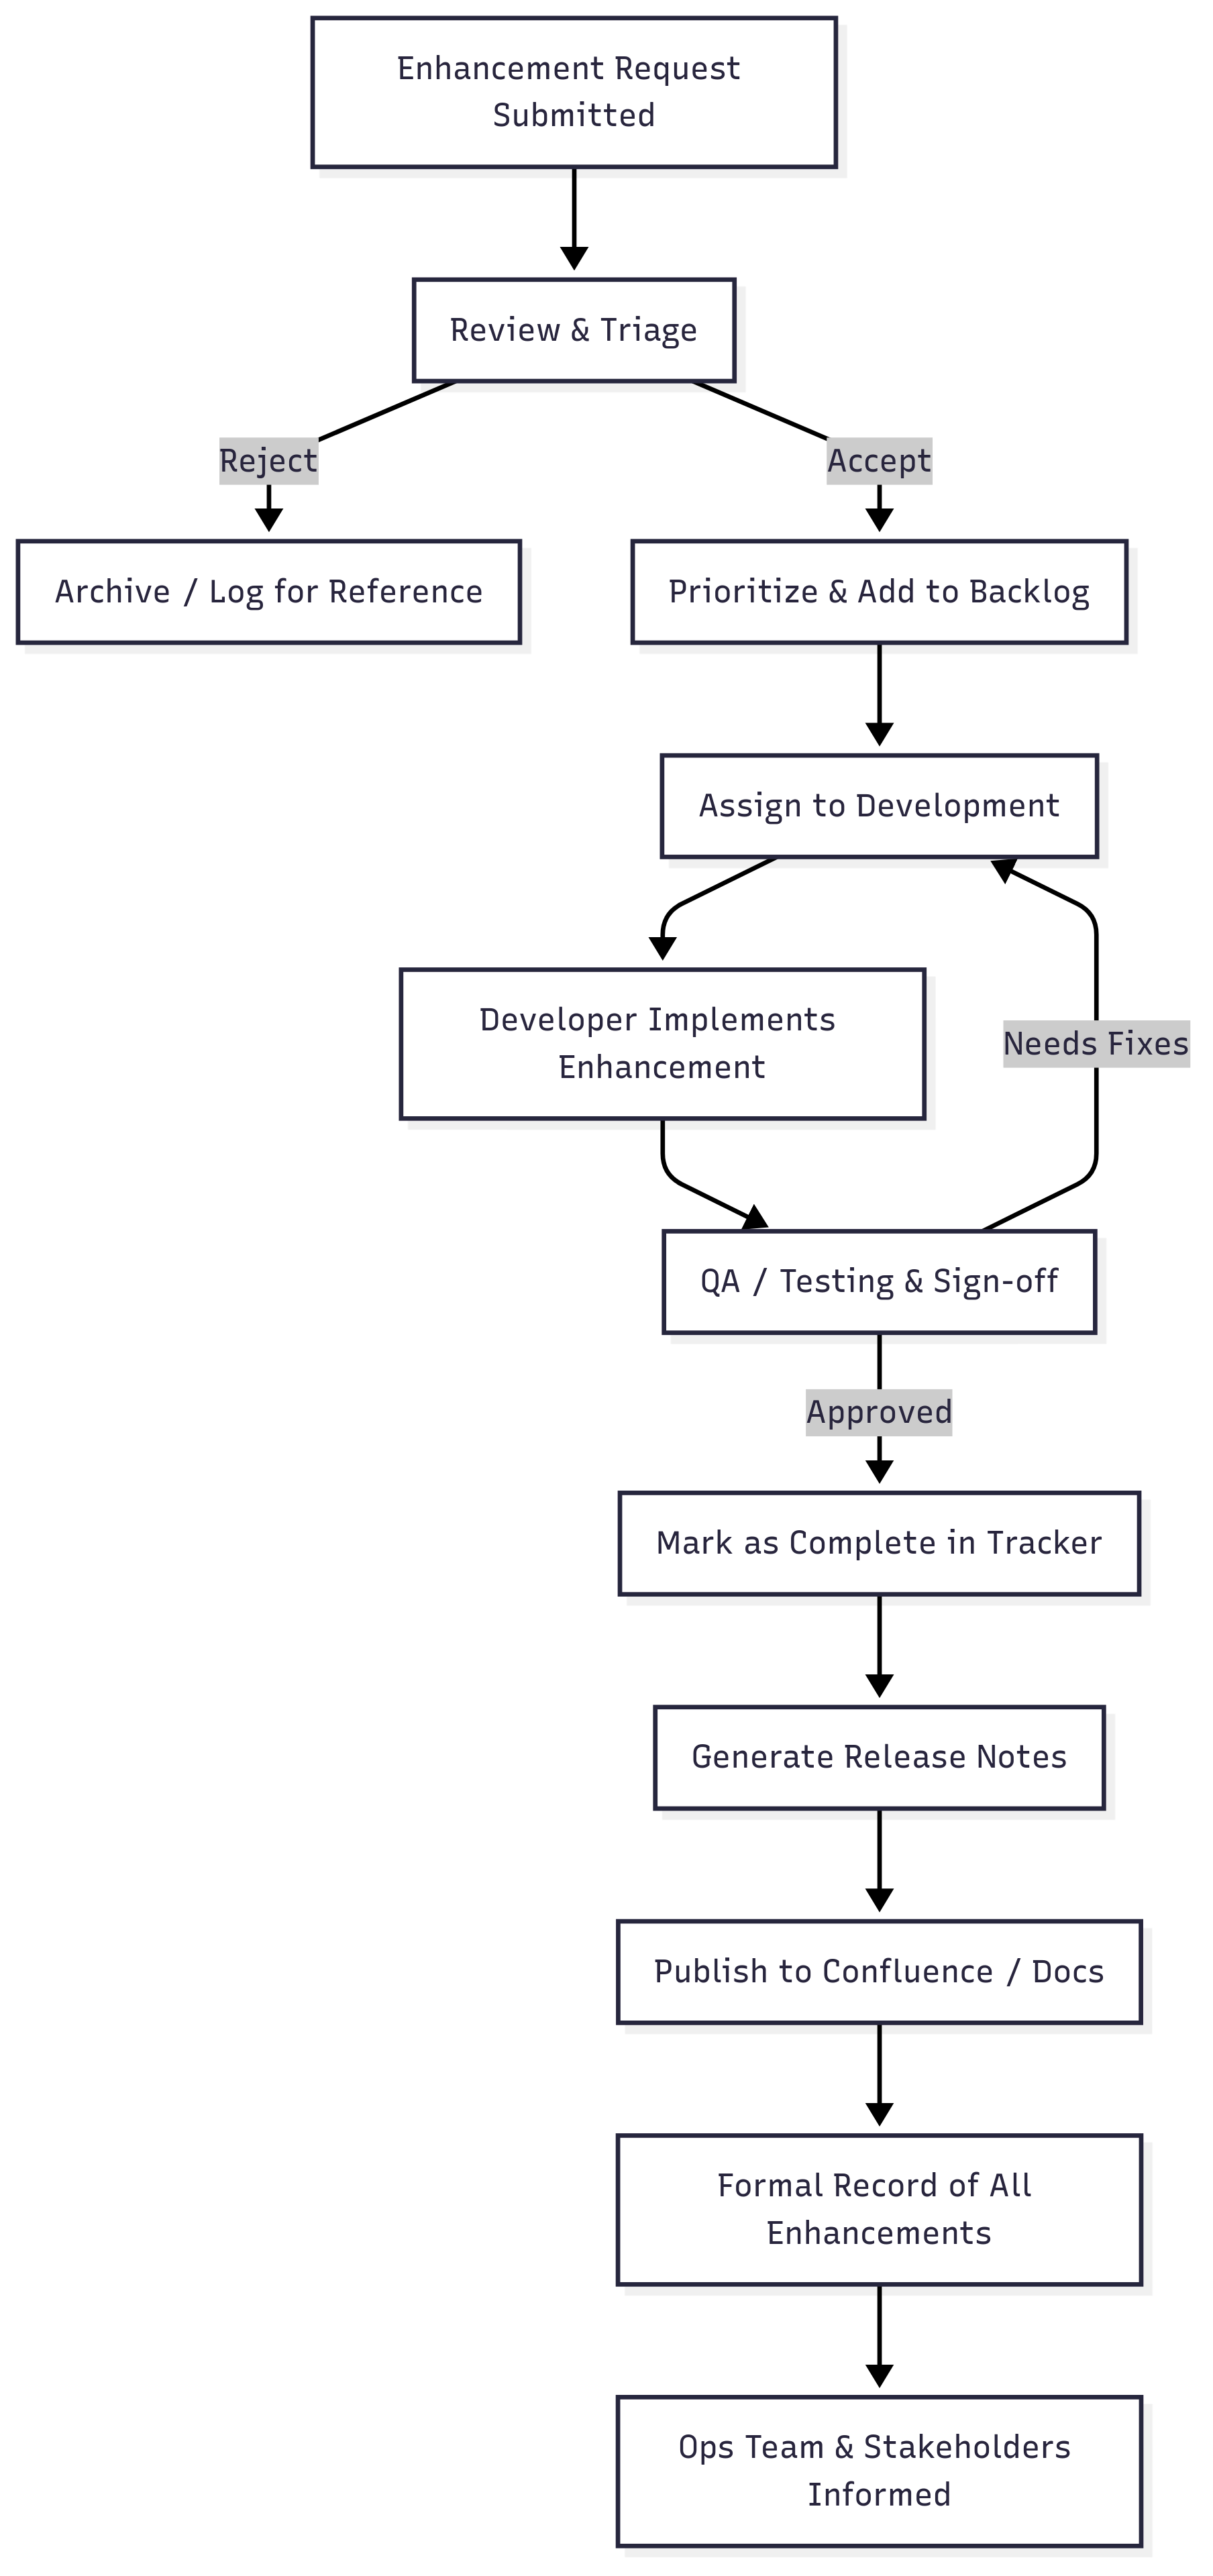 Enhancement Request
Submitted
Review & Triage
Reject
Accept
Archive / Log for Reference
Prioritize & Add to Backlog
Assign to Development
Developer Implements
Enhancement
Needs Fixes
QA / Testing & Sign-off
Approved
Mark as Complete in Tracker
Generate Release Notes
Publish to Confluence / Docs
Formal Record of All
Enhancements
Ops Team & Stakeholders
Informed